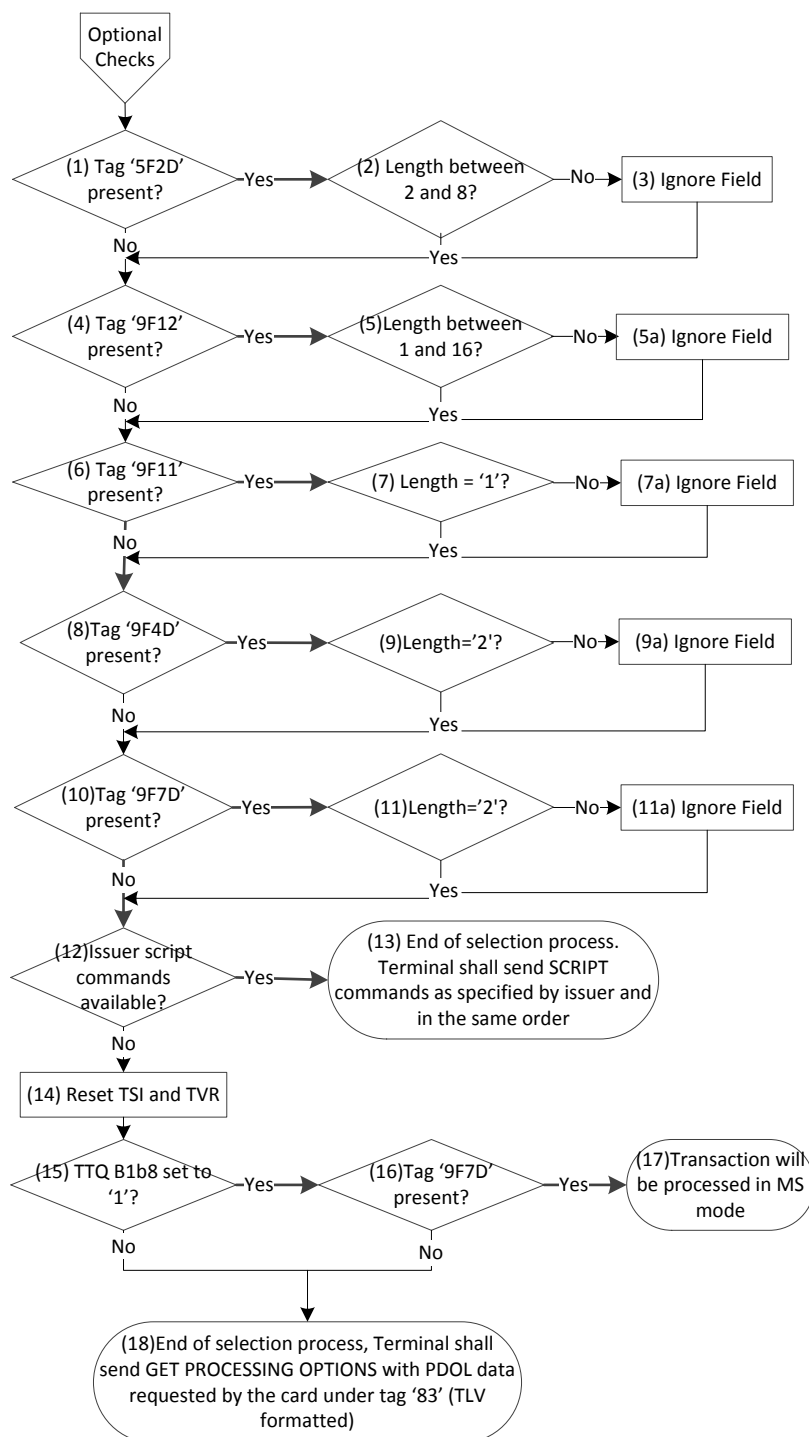 Optional
Checks
(1) Tag ‘5F2D’
present?
Yes
(2) Length between
2 and 8?
No
(3) Ignore Field
No
Yes
(4) Tag ‘9F12’
present?
Yes
(5)Length between
1 and 16?
No
(5a) Ignore Field
No
Yes
(6) Tag ‘9F11’
present?
Yes
(7) Length = ‘1’?
No
(7a) Ignore Field
No
Yes
(8)Tag ‘9F4D’
present?
Yes
(9)Length=’2'?
No
(9a) Ignore Field
No
Yes
(10)Tag ‘9F7D’
present?
Yes
(11)Length=’2'?
No
(11a) Ignore Field
No
Yes
(12)Issuer script
commands
available?
Yes
(13) End of selection process.
Terminal shall send SCRIPT
commands as specified by issuer and
in the same order
No
(14) Reset TSI and TVR
(15) TTQ B1b8 set to
‘1’?
Yes
(16)Tag ‘9F7D’
present?
Yes
(17)Transaction will
be processed in MS
mode
No
No
(18)End of selection process, Terminal shall
send GET PROCESSING OPTIONS with PDOL data
requested by the card under tag ‘83’ (TLV
formatted)